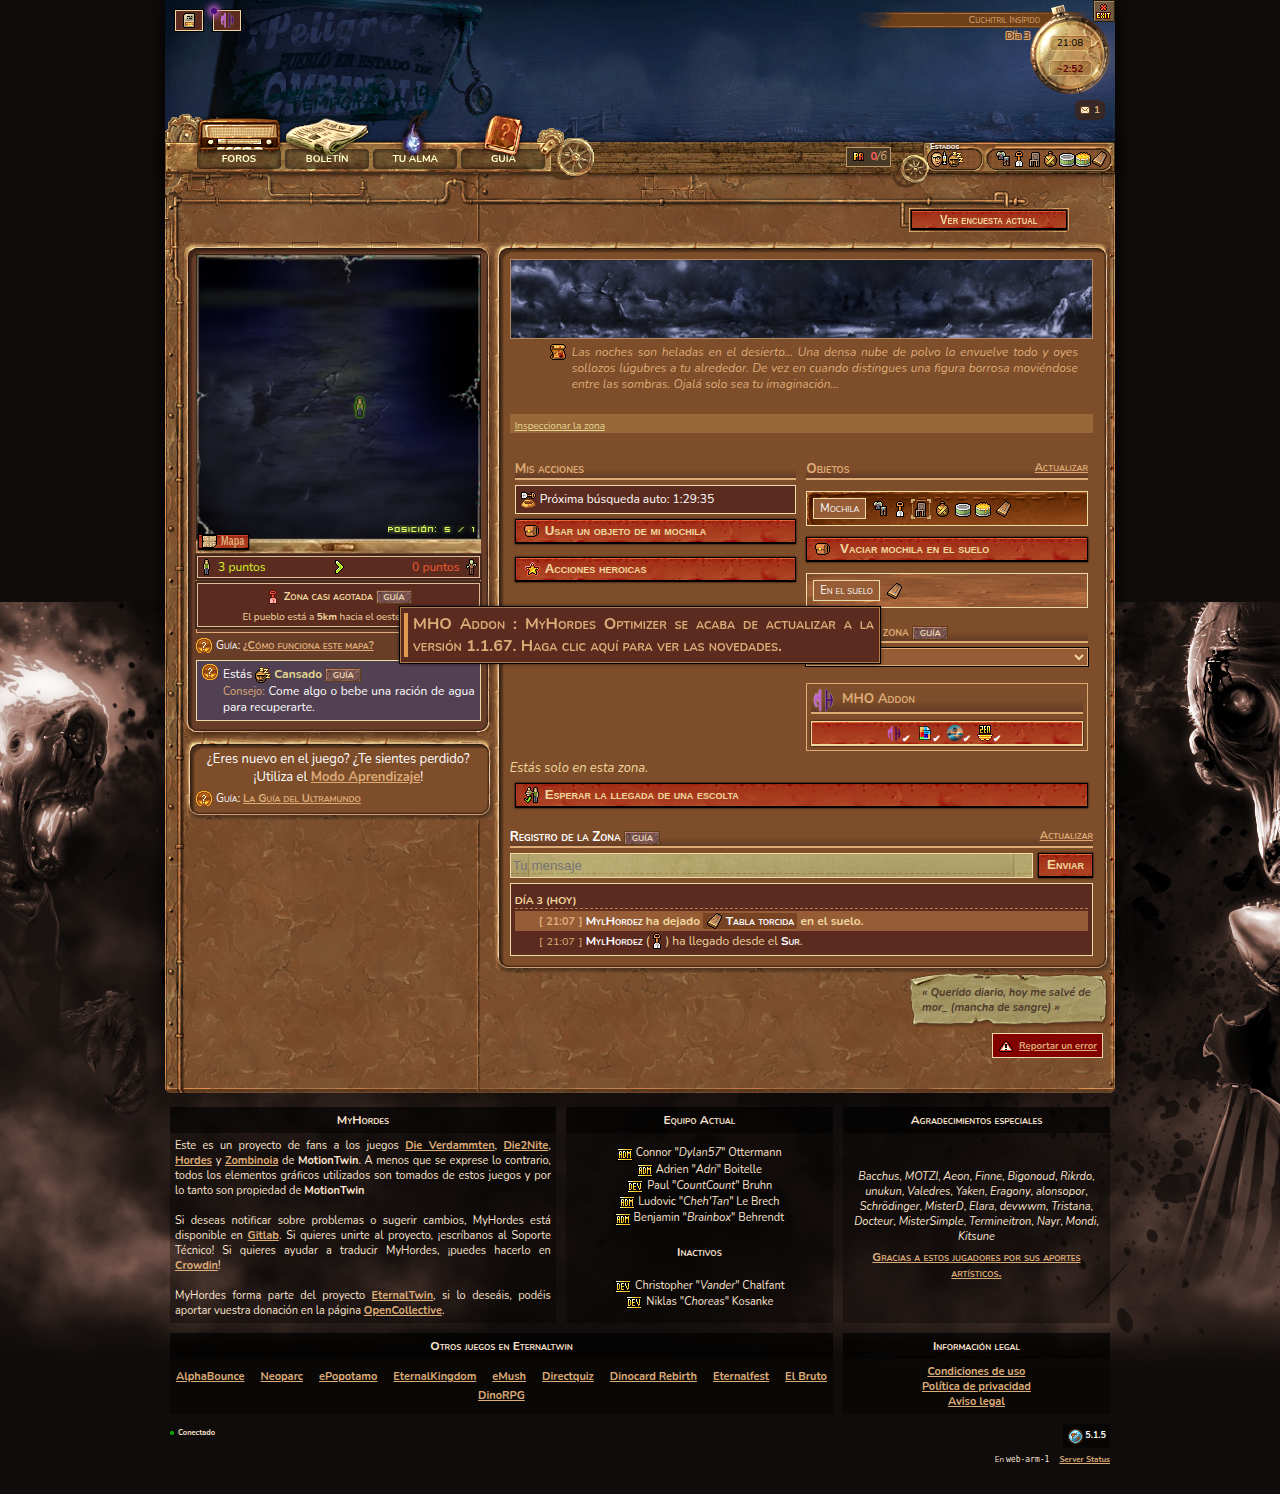 ¡Peligro!
PUEBLO EN ESTADO DE
Cuchitril Insípido
EXIT
Día 3
21:08
~2:52
1
FOROS
BOLETÍN
TU ALMA
GUÍA
PA 0/6
Estados
Ver encuesta actual
Las noches son heladas en el desierto... Una densa nube de polvo lo envuelve todo y oyes
sollozos lúgubres a tu alrededor. De vez en cuando distingues una figura borrosa moviéndose
entre las sombras. Ojalá solo sea tu imaginación...
Inspeccionar la zona
POSICIÓN: 5 / 1
Mapa
3 puntos
0 puntos
Zona casi agotada GUÍA
El pueblo está a 5km hacia el oeste
Guía: ¿Cómo funciona este mapa?
Estás Cansado GUÍA
Consejo: Come algo o bebe una ración de agua
para recuperarte.
¿Eres nuevo en el juego? ¿Te sientes perdido?
¡Utiliza el Modo Aprendizaje!
Guía: La Guía del Ultramundo
Mis acciones
Próxima búsqueda auto: 1:29:35
Usar un objeto de mi mochila
Acciones heroicas
Objetos
Actualizar
Mochila
Vaciar mochila en el suelo
En el suelo
MHO Addon : MyHordes Optimizer se acaba de actualizar a la
versión 1.1.67. Haga clic aquí para ver las novedades.
zona GUÍA
MHO Addon
Estás solo en esta zona.
Esperar la llegada de una escolta
Registro de la Zona GUÍA
Actualizar
Tu mensaje
Enviar
DÍA 3 (HOY)
[ 21:07 ] MylHordez ha dejado Tabla torcida en el suelo.
[ 21:07 ] MylHordez ( ) ha llegado desde el Sur.
« Querido diario, hoy me salvé de
mor_ (mancha de sangre) »
Reportar un error
MyHordes
Este es un proyecto de fans a los juegos Die Verdammten, Die2Nite,
Hordes y Zombinoia de MotionTwin. A menos que se exprese lo contrario,
todos los elementos gráficos utilizados son tomados de estos juegos y por
lo tanto son propiedad de MotionTwin
Si deseas notificar sobre problemas o sugerir cambios, MyHordes está
disponible en Gitlab. Si quieres unirte al proyecto, ¡escríbanos al Soporte
Técnico! Si quieres ayudar a traducir MyHordes, ¡puedes hacerlo en
Crowdin!
MyHordes forma parte del proyecto EternalTwin, si lo deseáis, podéis
aportar vuestra donación en la página OpenCollective.
Equipo Actual
ADM Connor "Dylan57" Ottermann
ADM Adrien "Adri" Boitelle
DEV Paul "CountCount" Bruhn
ADM Ludovic "Cheh'Tan" Le Brech
ADM Benjamin "Brainbox" Behrendt
Inactivos
DEV Christopher "Vander" Chalfant
DEV Niklas "Choreas" Kosanke
Agradecimientos especiales
Bacchus, MOTZI, Aeon, Finne, Bigonoud, Rikrdo,
unukun, Valedres, Yaken, Eragony, alonsopor,
Schrödinger, MisterD, Elara, devwwm, Tristana,
Docteur, MisterSimple, Termineitron, Nayr, Mondi,
Kitsune
Gracias a estos jugadores por sus aportes
artísticos.
Otros juegos en Eternaltwin
AlphaBounce Neoparc ePopotamo EternalKingdom eMush Directquiz Dinocard Rebirth Eternalfest El Bruto
DinoRPG
Información legal
Condiciones de uso
Política de privacidad
Aviso legal
Conectado
5.1.5
En web-arm-1 Server Status